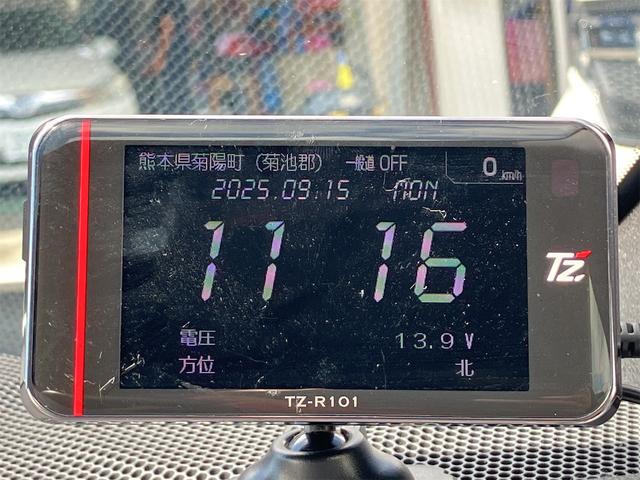 熊本県菊陽町（菊池郡） 一般道 OFF 0 km/h
2025.09.15 MON
11 16
Tz.
電圧 13.9 V
方位 北
TZ-R101